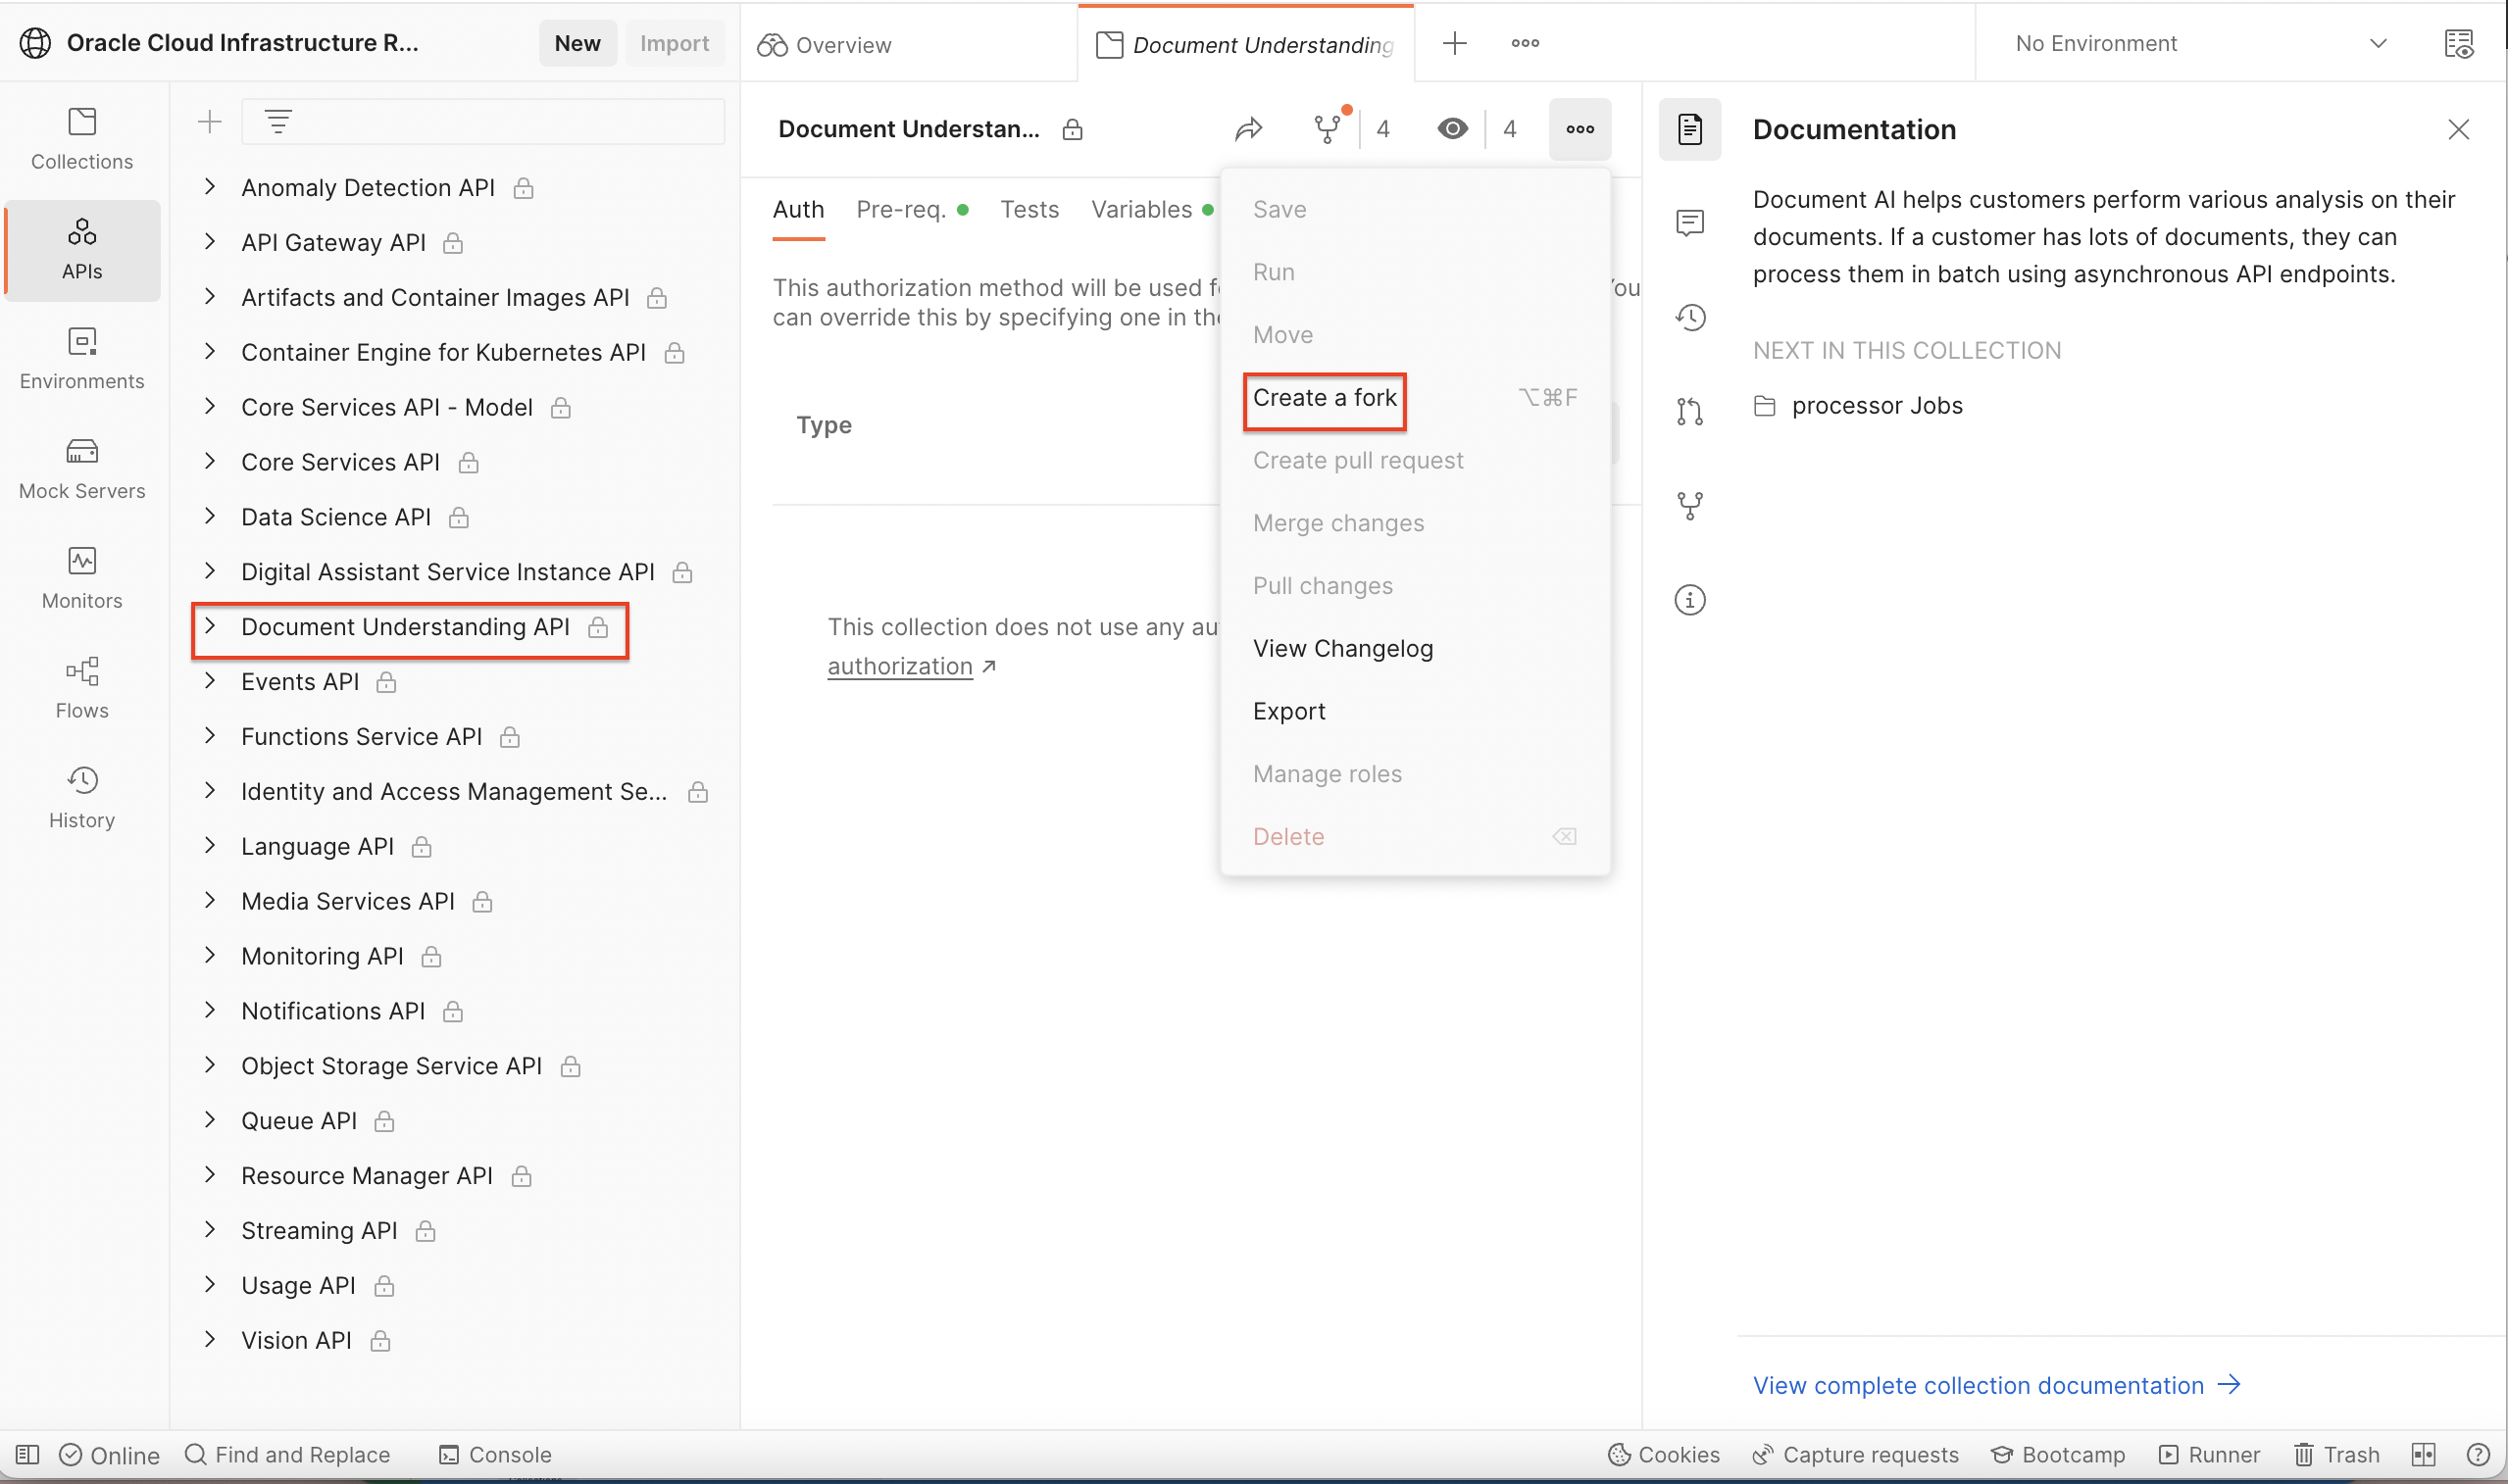 Oracle Cloud Infrastructure R...
New
Import
Overview
Document Understanding
No Environment
Collections
APIs
Environments
Mock Servers
Monitors
Flows
History
Anomaly Detection API
API Gateway API
Artifacts and Container Images API
Container Engine for Kubernetes API
Core Services API - Model
Core Services API
Data Science API
Digital Assistant Service Instance API
Document Understanding API
Events API
Functions Service API
Identity and Access Management Se...
Language API
Media Services API
Monitoring API
Notifications API
Object Storage Service API
Queue API
Resource Manager API
Streaming API
Usage API
Vision API
Document Understan...
4
4
Auth
Pre-req.
Tests
Variables
This authorization method will be used f
You
can override this by specifying one in the
Type
This collection does not use any au
authorization ↗
Save
Run
Move
Create a fork ⌥⌘F
Create pull request
Merge changes
Pull changes
View Changelog
Export
Manage roles
Delete
Documentation
Document AI helps customers perform various analysis on their
documents. If a customer has lots of documents, they can
process them in batch using asynchronous API endpoints.
NEXT IN THIS COLLECTION
processor Jobs
View complete collection documentation →
Online
Find and Replace
Console
Cookies
Capture requests
Bootcamp
Runner
Trash